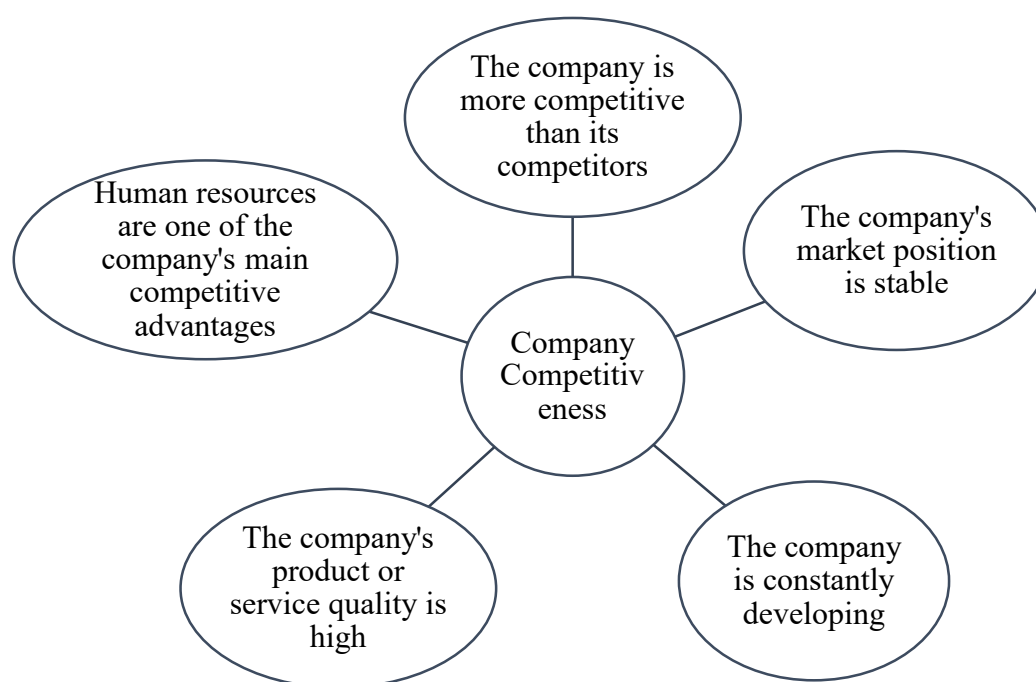 The company is
more competitive
than its
competitors
Human resources
are one of the
company's main
competitive
advantages
The company's
market position
is stable
Company
Competitiv
eness
The company's
product or
service quality is
high
The company
is constantly
developing